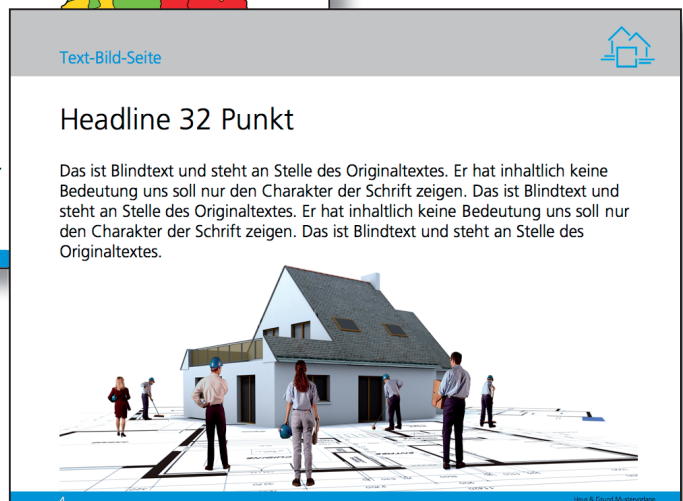 Text-Bild-Seite
Headline 32 Punkt
Das ist Blindtext und steht an Stelle des Originaltextes. Er hat inhaltlich keine
Bedeutung uns soll nur den Charakter der Schrift zeigen. Das ist Blindtext und
steht an Stelle des Originaltextes. Er hat inhaltlich keine Bedeutung uns soll nur
den Charakter der Schrift zeigen. Das ist Blindtext und steht an Stelle des
Originaltextes.
4